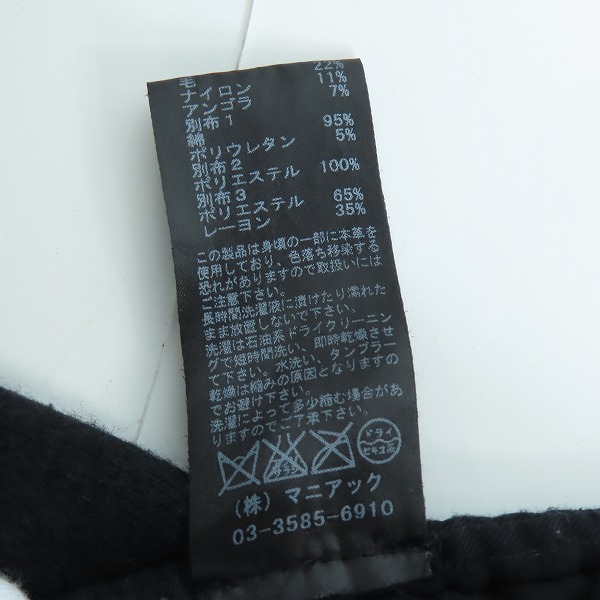 毛 22%
ナイロン 11%
アンゴラ 7%
別布1
綿 95%
ポリウレタン 5%
別布2
ポリエステル 100%
別布3
ポリエステル 65%
レーヨン 35%
この製品は身頃の一部に本革を
使用しており、色落ち移染する
恐れがありますので取扱いには
ご注意下さい。
長時間洗濯液に漬けたり濡れた
まま放置しないで下さい。
洗濯は石油系ドライクリーニン
グで短時間洗い、即時乾燥させ
て下さい。水洗い、タンブラー
乾燥は縮みの原因となりますの
でお避け下さい。
洗濯によって多少縮む場合があ
りますのでご了承下さい。
ドライ
セキユ系
(株) マニアック
03-3585-6910